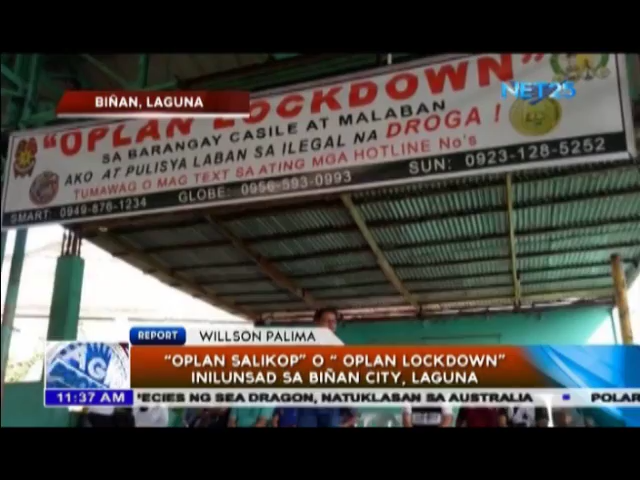 NET25
BIÑAN, LAGUNA
"OPLAN LOCKDOWN"
SA BARANGAY CASILE AT MALABAN
AKO AT PULISYA LABAN SA ILEGAL NA DROGA !
TUMAWAG O MAG TEXT SA ATING MGA HOTLINE No's
SMART: 0949-876-1234 GLOBE: 0956-593-0993 SUN: 0923-128-5252
REPORT WILLSON PALIMA
"OPLAN SALIKOP" O " OPLAN LOCKDOWN"
INILUNSAD SA BIÑAN CITY, LAGUNA
11:37 AM ECIES NG SEA DRAGON, NATUKLASAN SA AUSTRALIA POLAR